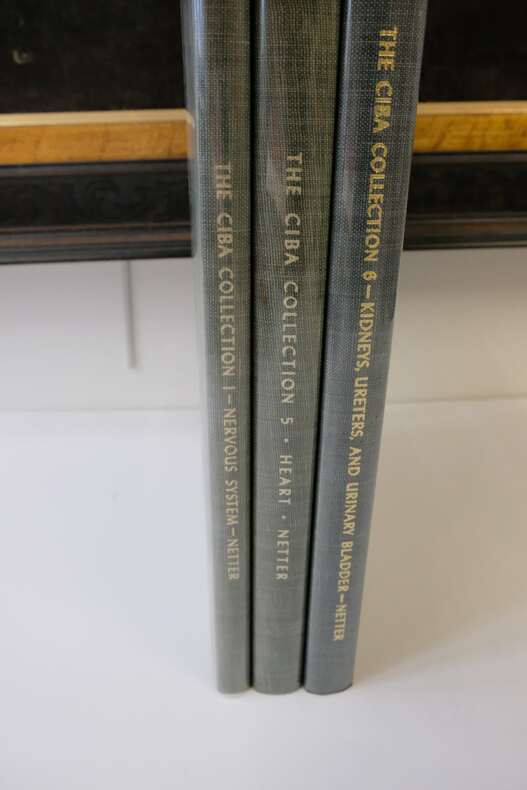 THE CIBA COLLECTION 1–NERVOUS SYSTEM–NETTER
THE CIBA COLLECTION 5 · HEART · NETTER
THE CIBA COLLECTION 6–KIDNEYS, URETERS, AND URINARY BLADDER–NETTER